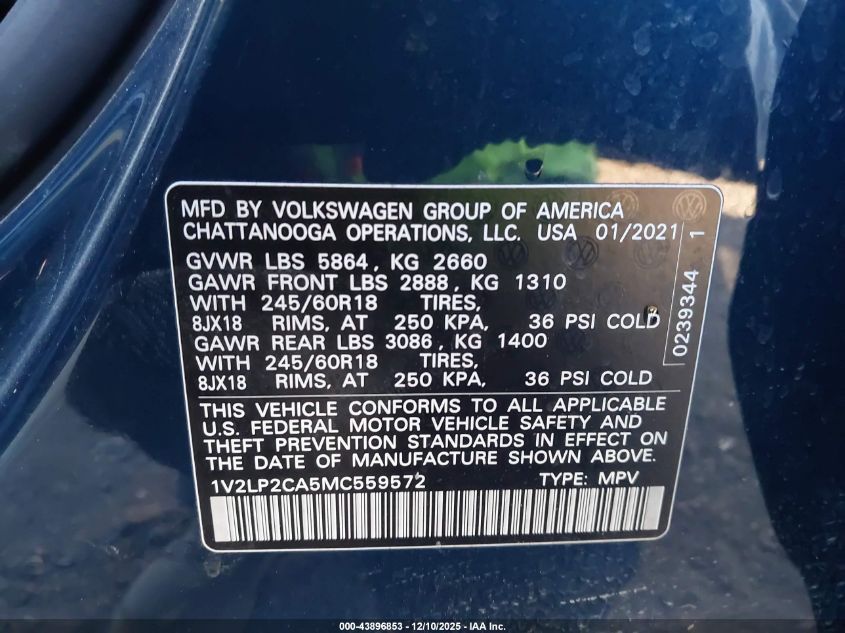 MFD BY VOLKSWAGEN GROUP OF AMERICA
CHATTANOOGA OPERATIONS, LLC. USA 01/2021
GVWR LBS 5864, KG 2660
GAWR FRONT LBS 2888, KG 1310
WITH 245/60R18 TIRES,
8JX18 RIMS, AT 250 KPA, 36 PSI COLD
GAWR REAR LBS 3086, KG 1400
WITH 245/60R18 TIRES,
8JX18 RIMS, AT 250 KPA, 36 PSI COLD
THIS VEHICLE CONFORMS TO ALL APPLICABLE
U.S. FEDERAL MOTOR VEHICLE SAFETY AND
THEFT PREVENTION STANDARDS IN EFFECT ON
THE DATE OF MANUFACTURE SHOWN ABOVE.
1V2LP2CA5MC559572 TYPE: MPV
0239344 1
000-43896853 - 12/10/2025 - IAA Inc.